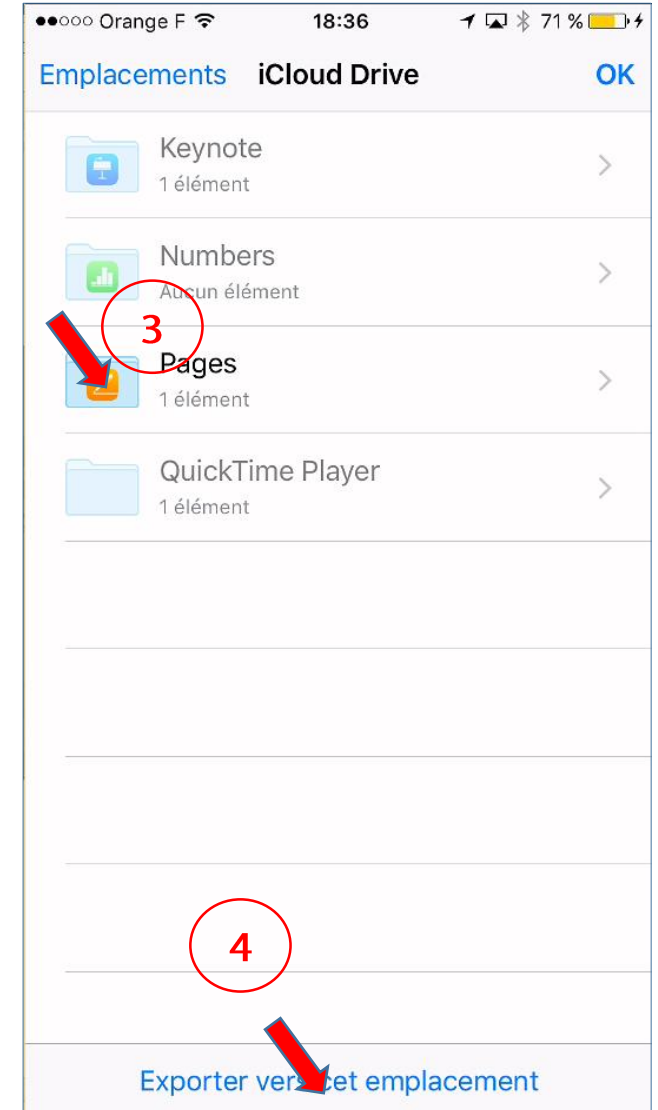 Orange F 18:36 71 %
Emplacements iCloud Drive OK
Keynote
1 élément
Numbers
Aucun élément
3
Pages
1 élément
QuickTime Player
1 élément
4
Exporter vers cet emplacement